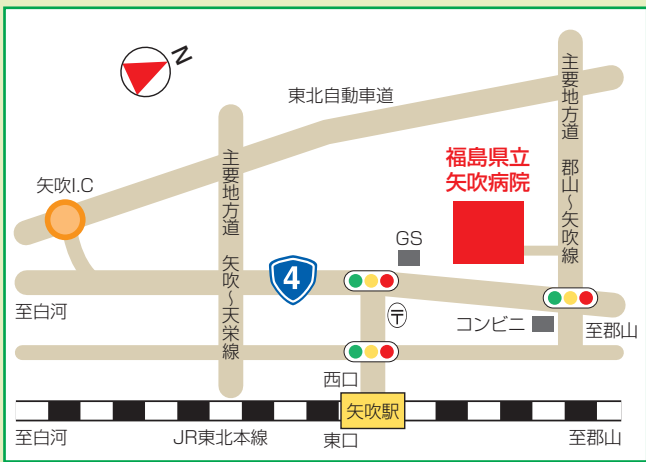 N
東北自動車道
主要地方道 郡山〜矢吹線
福島県立
矢吹病院
主要地方道 矢吹〜天栄線
矢吹I.C
GS
4
至白河
〒
コンビニ
至郡山
西口
矢吹駅
至白河
JR東北本線
東口
至郡山